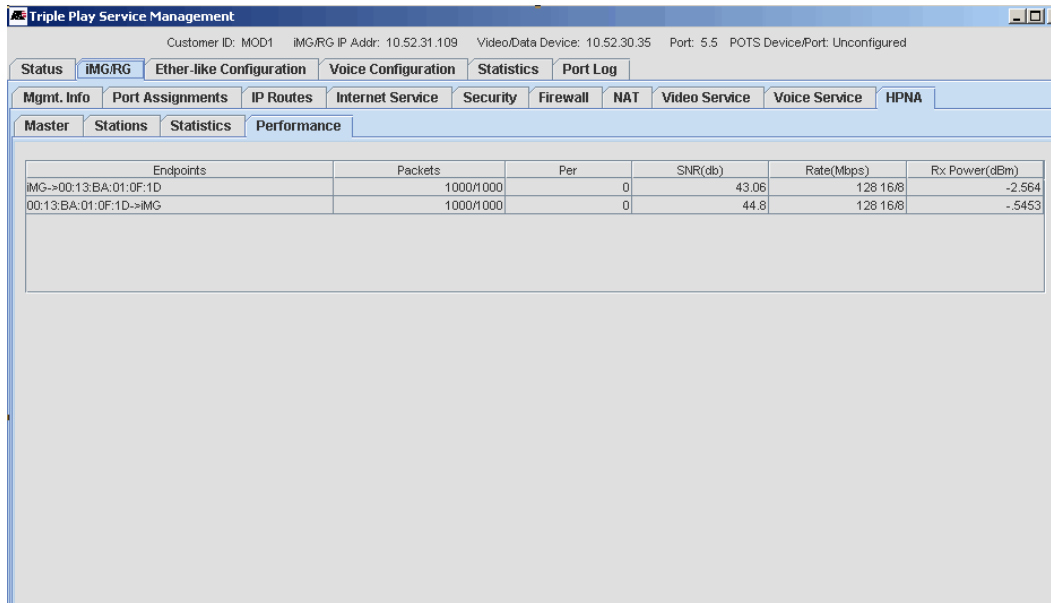 Triple Play Service Management
Customer ID: MOD1 iMG/RG IP Addr: 10.52.31.109 Video/Data Device: 10.52.30.35 Port: 5.5 POTS Device/Port: Unconfigured
Status iMG/RG Ether-like Configuration Voice Configuration Statistics Port Log
Mgmt. Info Port Assignments IP Routes Internet Service Security Firewall NAT Video Service Voice Service HPNA
Master Stations Statistics Performance
Endpoints Packets Per SNR(db) Rate(Mbps) Rx Power(dBm)
iMG->00:13:BA:01:0F:1D 1000/1000 0 43.06 128 16/8 -2.564
00:13:BA:01:0F:1D->iMG 1000/1000 0 44.8 128 16/8 -.5453